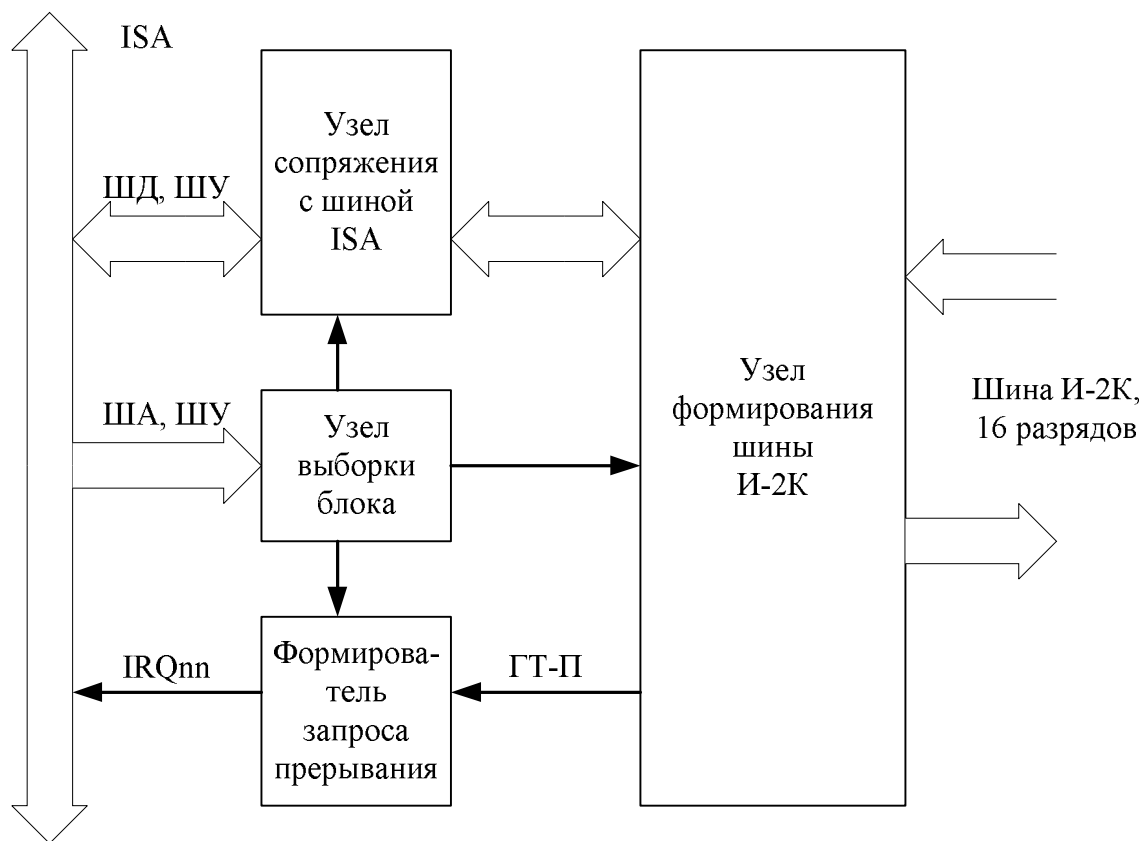 ISA
Узел
сопряжения
с шиной
ISA
ШД, ШУ
Узел
формирования
шины
И-2К
Шина И-2К,
16 разрядов
ША, ШУ
Узел
выборки
блока
IRQnn
Формирова-
тель
запроса
прерывания
ГТ-П